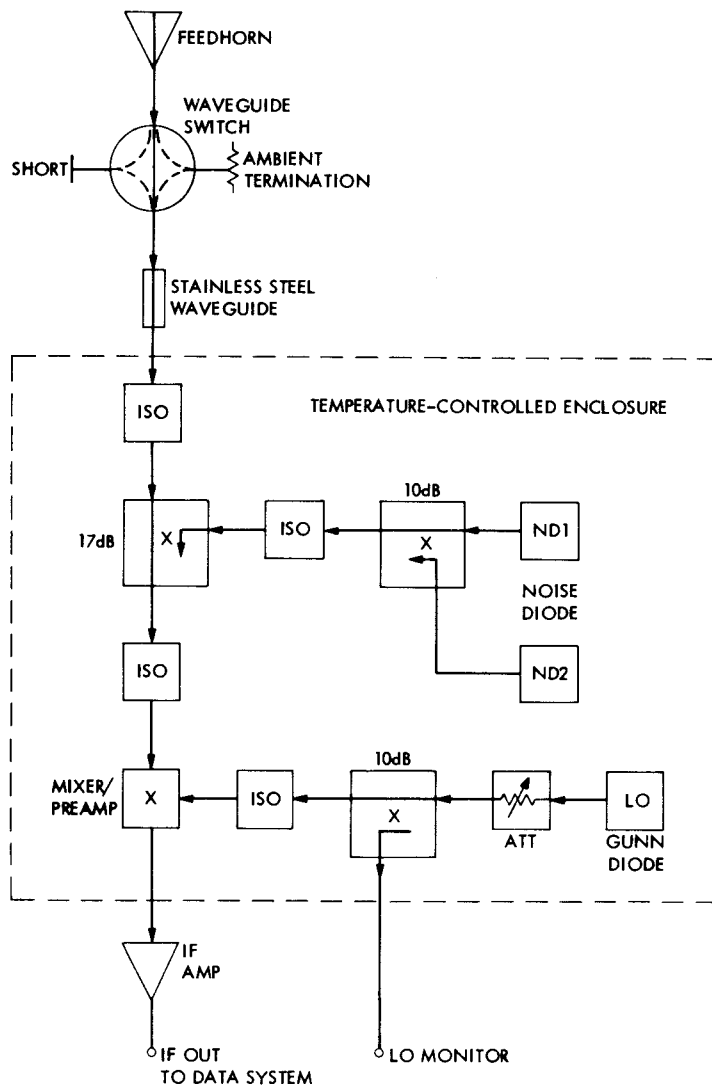 FEEDHORN
WAVEGUIDE
SWITCH
SHORT
AMBIENT
TERMINATION
STAINLESS STEEL
WAVEGUIDE
ISO
TEMPERATURE-CONTROLLED ENCLOSURE
10dB
17dB
X
ISO
X
ND1
NOISE
DIODE
ISO
ND2
10dB
MIXER/
PREAMP
X
ISO
X
ATT
LO
GUNN
DIODE
IF
AMP
IF OUT
TO DATA SYSTEM
LO MONITOR